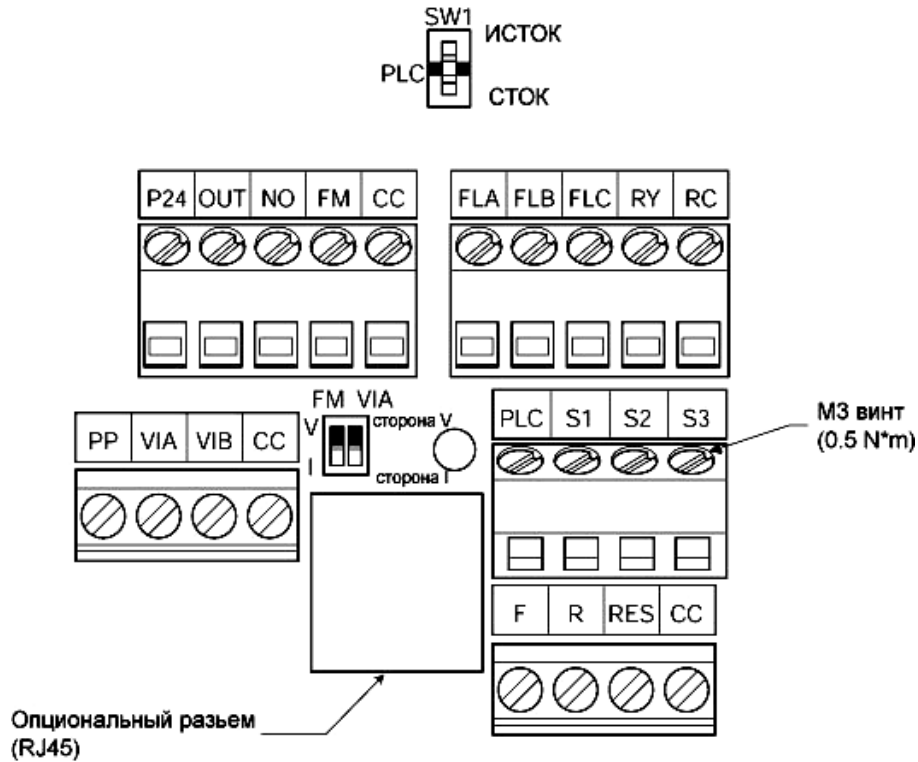 SW1
ИСТОК
PLC
СТОК
P24 OUT NO FM CC
FLA FLB FLC RY RC
FM VIA
V сторона V
I сторона I
PP VIA VIB CC
PLC S1 S2 S3
М3 винт
(0.5 N*m)
F R RES CC
Опциональный разьем
(RJ45)